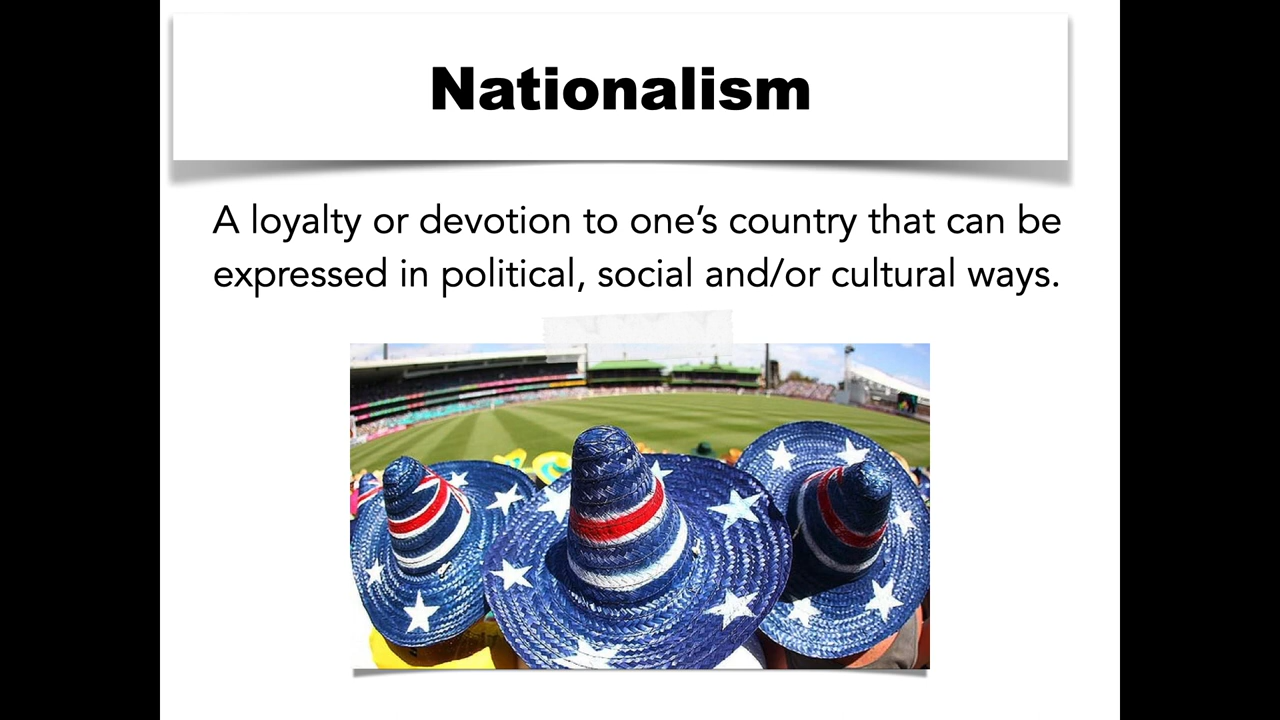 Nationalism
A loyalty or devotion to one’s country that can be
expressed in political, social and/or cultural ways.